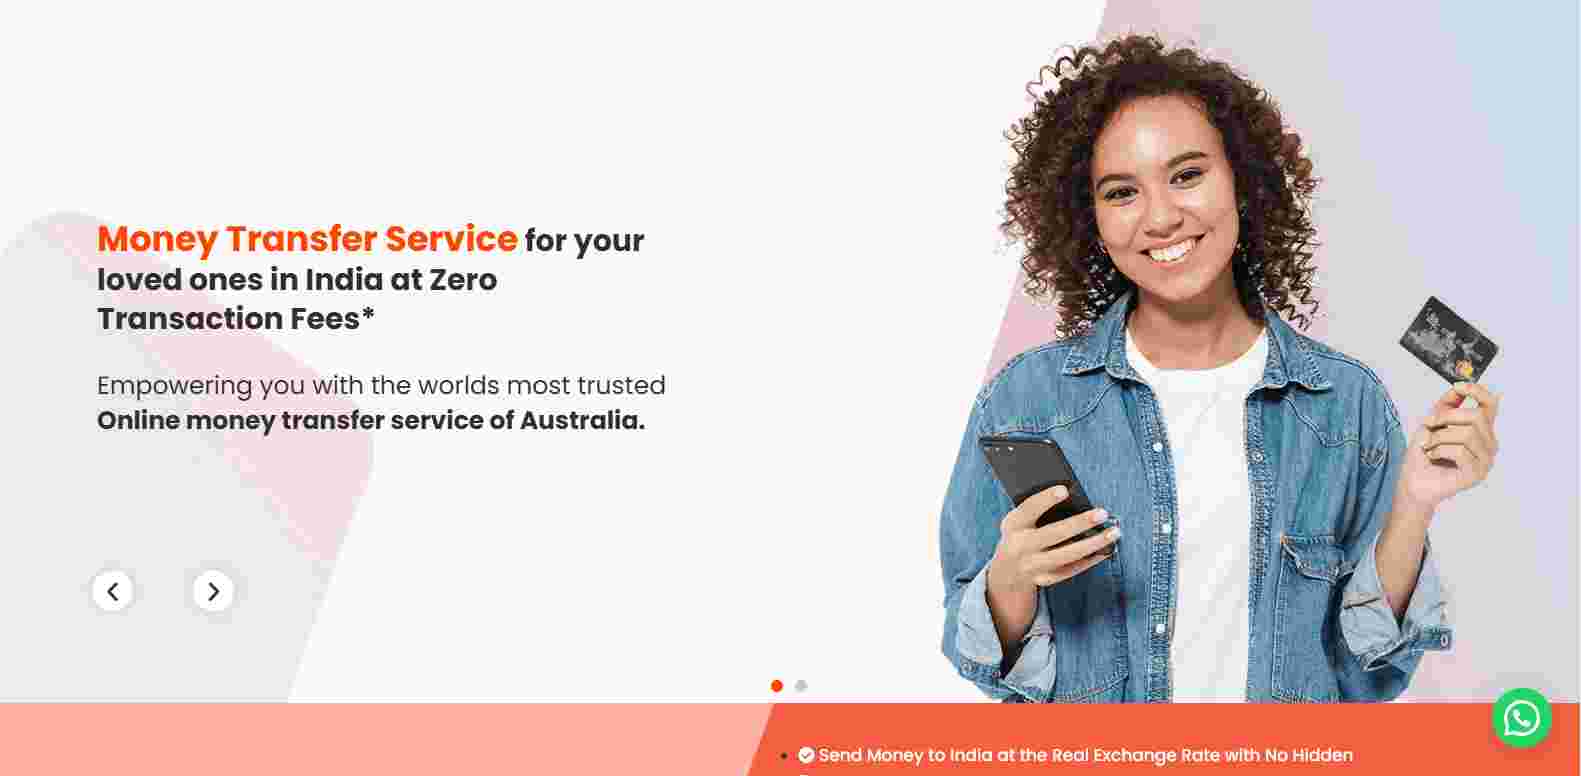 Money Transfer Service for your
loved ones in India at Zero
Transaction Fees*
Empowering you with the worlds most trusted
Online money transfer service of Australia.
Send Money to India at the Real Exchange Rate with No Hidden